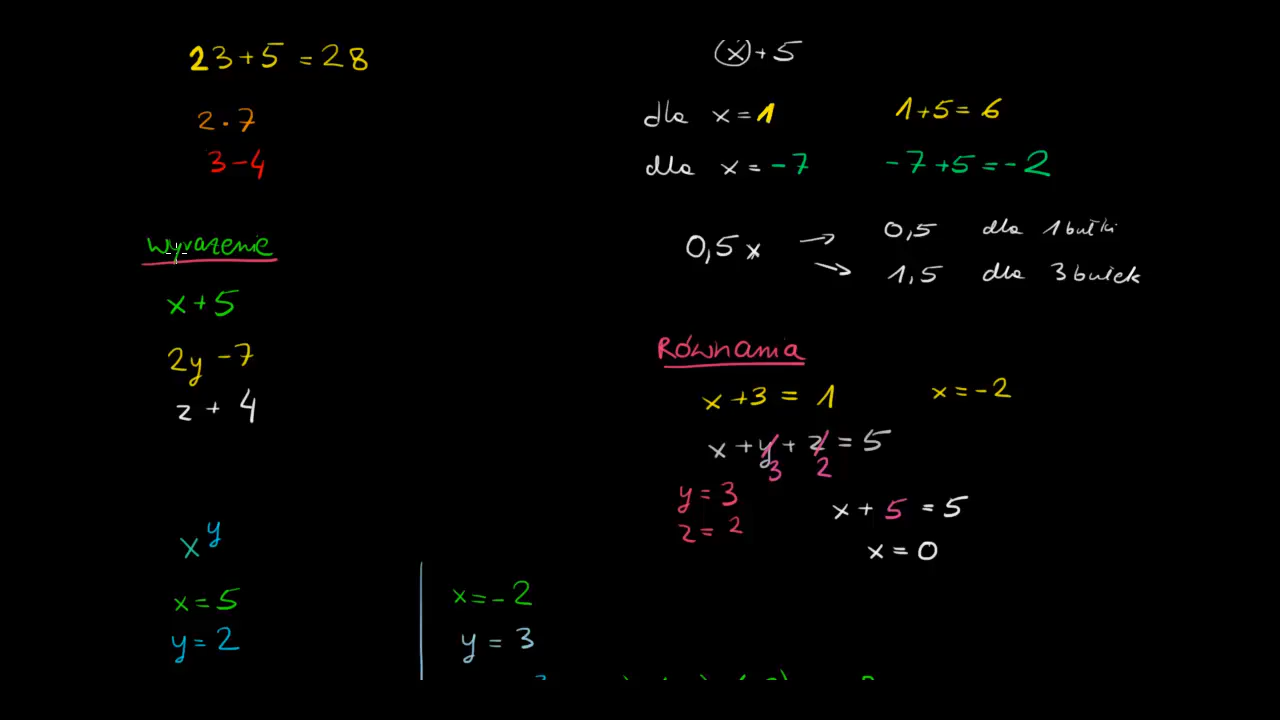 23+5 = 28
2·7
3-4
Wyrażenie
x+5
2y-7
z+4
x^y
x=5
y=2
x=-2
y=3
x+5
dla x=1 1+5=6
dla x=-7 -7+5=-2
0,5x → 0,5 dla 1 bułki
→ 1,5 dla 3 bułek
Równania
x+3=1 x=-2
x+y+z=5
3 2
y=3
z=2
x+5=5
x=0